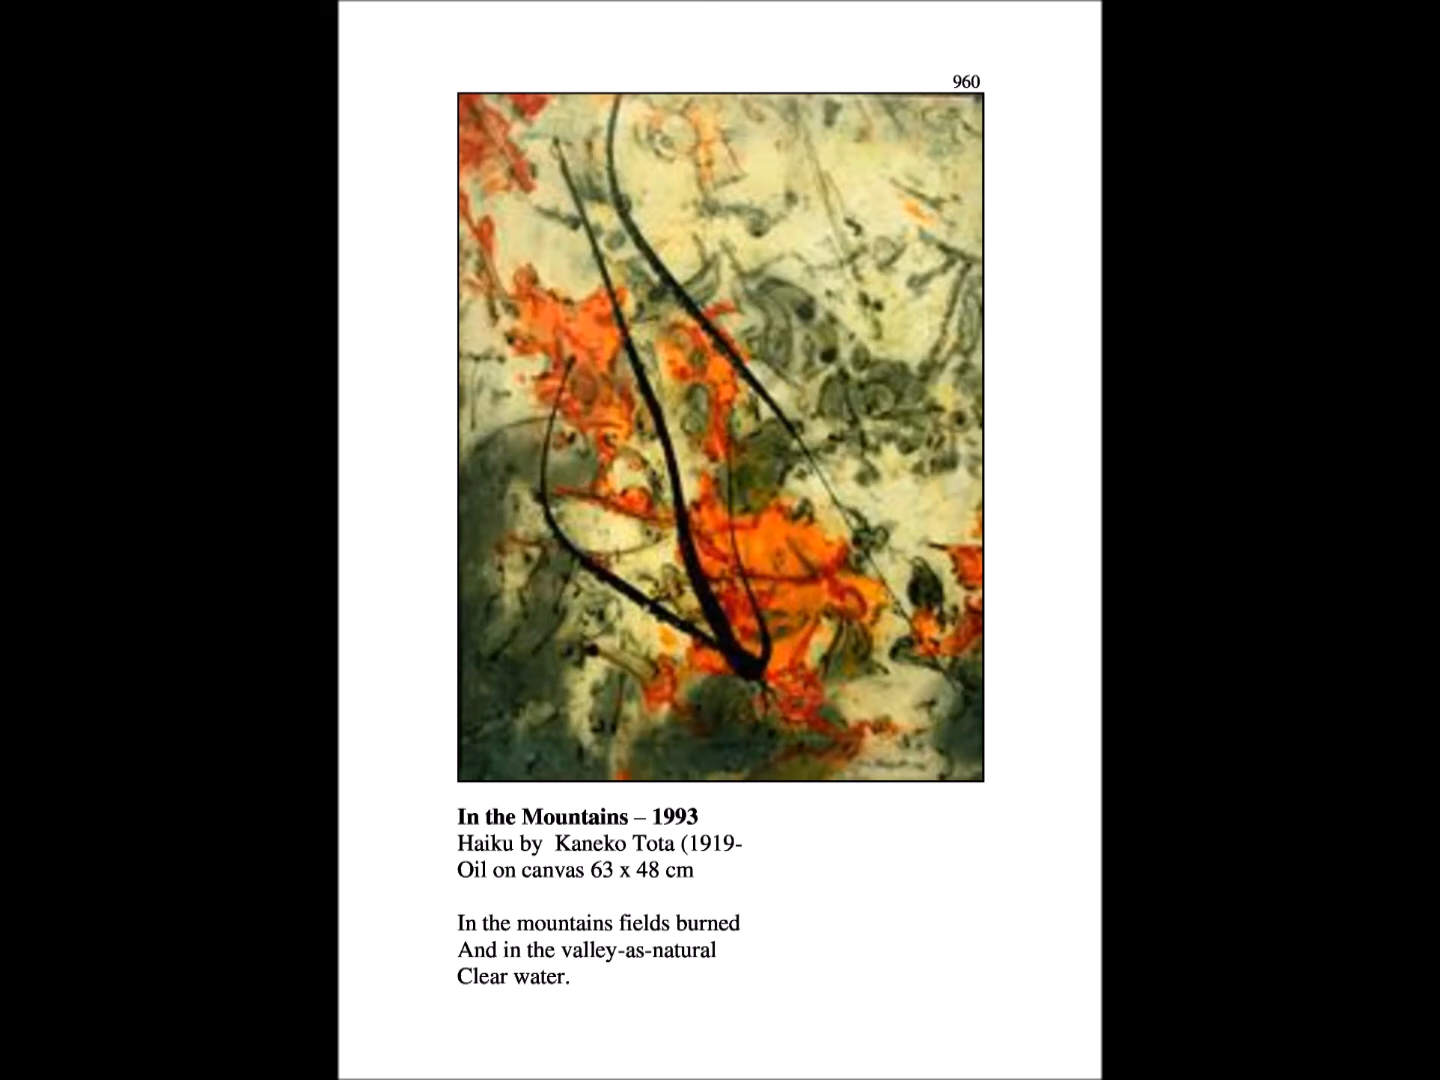 960
In the Mountains – 1993
Haiku by  Kaneko Tota (1919-
Oil on canvas 63 x 48 cm
In the mountains fields burned
And in the valley-as-natural
Clear water.